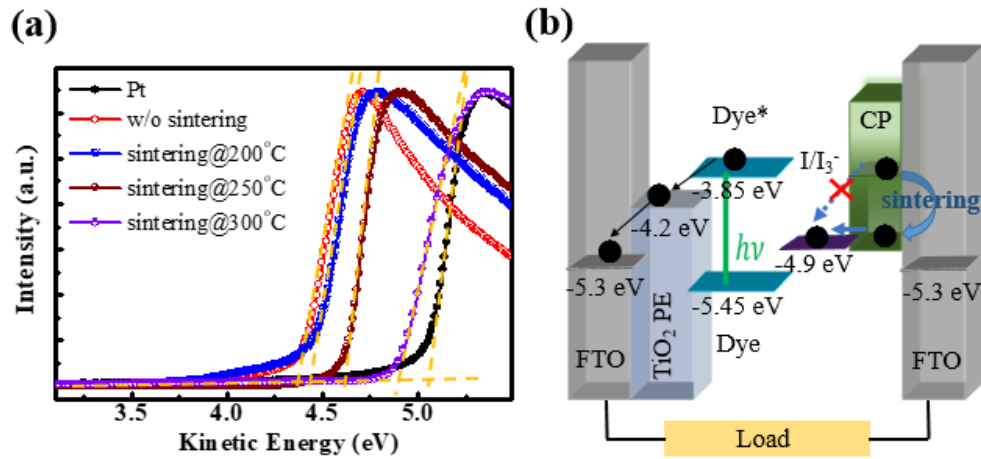 (a)
Intensity (a.u.)
Pt
w/o sintering
sintering@200°C
sintering@250°C
sintering@300°C
3.5 4.0 4.5 5.0
Kinetic Energy (eV)
(b)
Dye*
CP
I/I₃⁻
-3.85 eV
sintering
-4.2 eV
hν
-4.9 eV
-5.3 eV
-5.45 eV
-5.3 eV
TiO₂ PE
Dye
FTO
FTO
Load